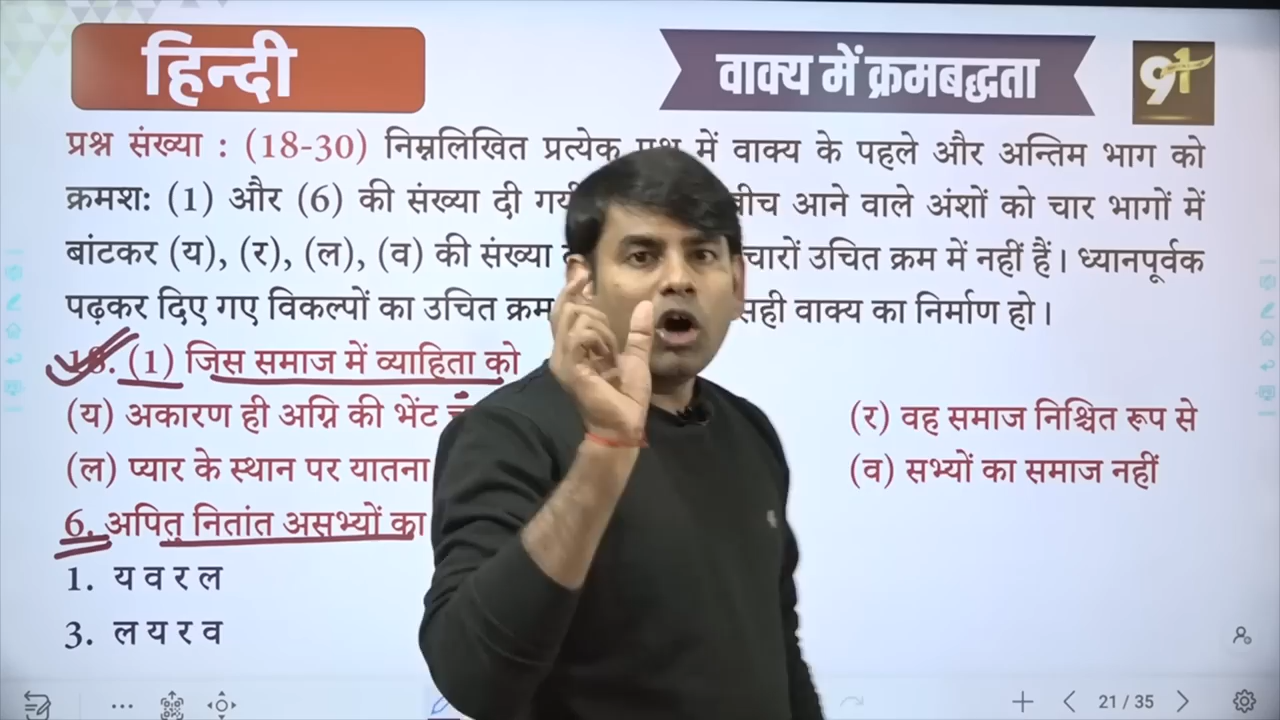 हिन्दी
वाक्य में क्रमबद्धता
91
प्रश्न संख्या : (18-30) निम्नलिखित प्रत्येक प्रश्न में वाक्य के पहले और अन्तिम भाग को
क्रमश: (1) और (6) की संख्या दी गयी बीच आने वाले अंशों को चार भागों में
बांटकर (य), (र), (ल), (व) की संख्या चारों उचित क्रम में नहीं हैं। ध्यानपूर्वक
पढ़कर दिए गए विकल्पों का उचित क्रम सही वाक्य का निर्माण हो।
18. (1) जिस समाज में व्याहिता को
(य) अकारण ही अग्नि की भेंट
(र) वह समाज निश्चित रूप से
(ल) प्यार के स्थान पर यातना
(व) सभ्यों का समाज नहीं
6. अपितु नितांत असभ्यों का
1. य व र ल
3. ल य र व
21 / 35